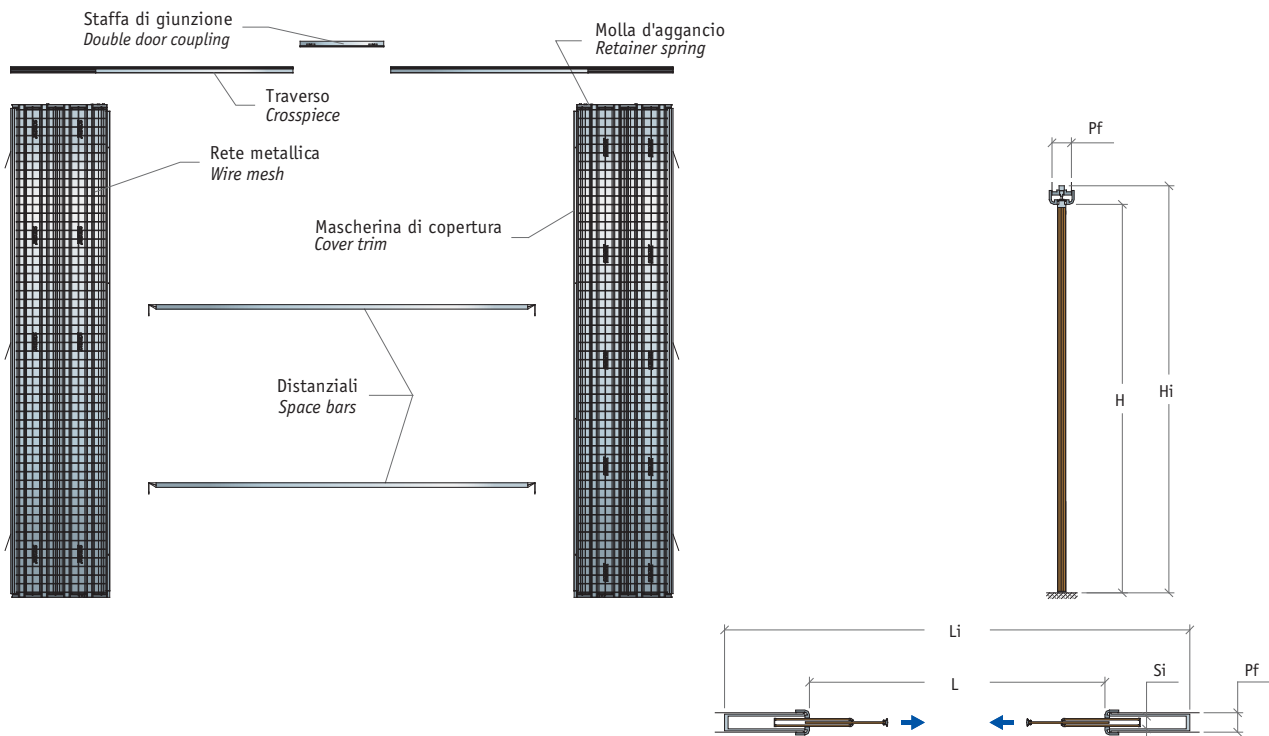 Staffa di giunzione
Double door coupling
Molla d'aggancio
Retainer spring
Traverso
Crosspiece
Rete metallica
Wire mesh
Mascherina di copertura
Cover trim
Distanziali
Space bars
Pf
H
Hi
Li
L
Si
Pf